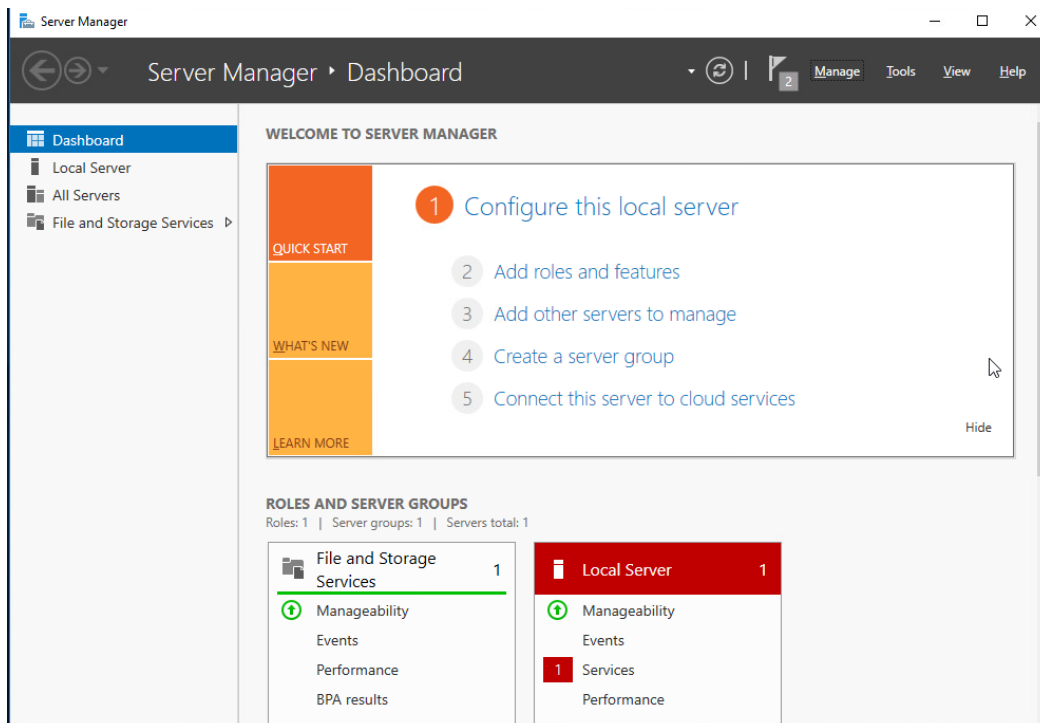 Server Manager
Server Manager ‣ Dashboard
2
Manage
Tools
View
Help
Dashboard
Local Server
All Servers
File and Storage Services
WELCOME TO SERVER MANAGER
QUICK START
WHAT'S NEW
LEARN MORE
1 Configure this local server
2 Add roles and features
3 Add other servers to manage
4 Create a server group
5 Connect this server to cloud services
Hide
ROLES AND SERVER GROUPS
Roles: 1 | Server groups: 1 | Servers total: 1
File and Storage
Services
1
Manageability
Events
Performance
BPA results
Local Server 1
Manageability
Events
1 Services
Performance